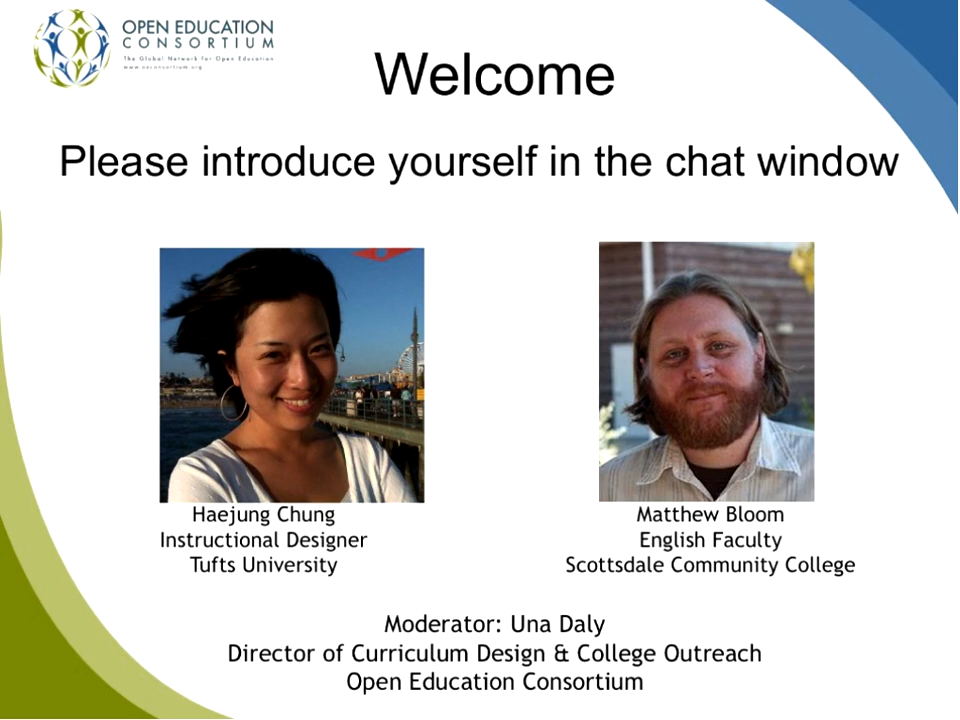 OPEN EDUCATION
CONSORTIUM
The Global Network for Open Education
www.oeconsortium.org
Welcome
Please introduce yourself in the chat window
Haejung Chung
Instructional Designer
Tufts University
Matthew Bloom
English Faculty
Scottsdale Community College
Moderator: Una Daly
Director of Curriculum Design & College Outreach
Open Education Consortium